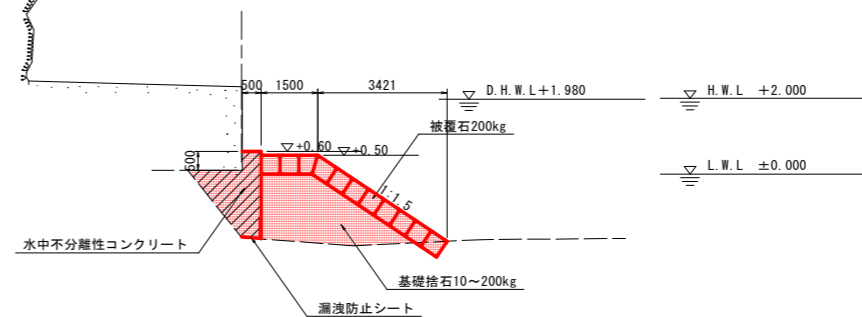 500 1500 3421
D.H.W.L+1.980
H.W.L +2.000
被覆石200kg
+0.60
+0.50
500
L.W.L ±0.000
1:1.5
水中不分離性コンクリート
基礎捨石10～200kg
漏洩防止シート